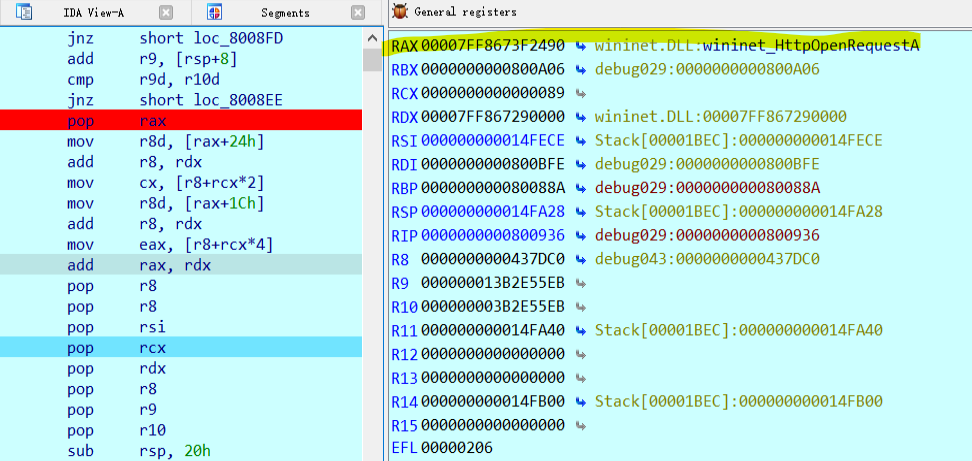 IDA View-A
Segments
General registers
jnz short loc_8008FD
add r9, [rsp+8]
cmp r9d, r10d
jnz short loc_8008EE
pop rax
mov r8d, [rax+24h]
add r8, rdx
mov cx, [r8+rcx*2]
mov r8d, [rax+1Ch]
add r8, rdx
mov eax, [r8+rcx*4]
add rax, rdx
pop r8
pop r8
pop rsi
pop rcx
pop rdx
pop r8
pop r9
pop r10
sub rsp, 20h
RAX 00007FF8673F2490 wininet.DLL:wininet_HttpOpenRequestA
RBX 0000000000800A06 debug029:0000000000800A06
RCX 0000000000000089
RDX 00007FF867290000 wininet.DLL:00007FF867290000
RSI 000000000014FECE Stack[00001BEC]:000000000014FECE
RDI 0000000000800BFE debug029:0000000000800BFE
RBP 000000000080088A debug029:000000000080088A
RSP 000000000014FA28 Stack[00001BEC]:000000000014FA28
RIP 0000000000800936 debug029:0000000000800936
R8 0000000000437DC0 debug043:0000000000437DC0
R9 000000013B2E55EB
R10 000000003B2E55EB
R11 000000000014FA40 Stack[00001BEC]:000000000014FA40
R12 0000000000000000
R13 0000000000000000
R14 000000000014FB00 Stack[00001BEC]:000000000014FB00
R15 0000000000000000
EFL 00000206